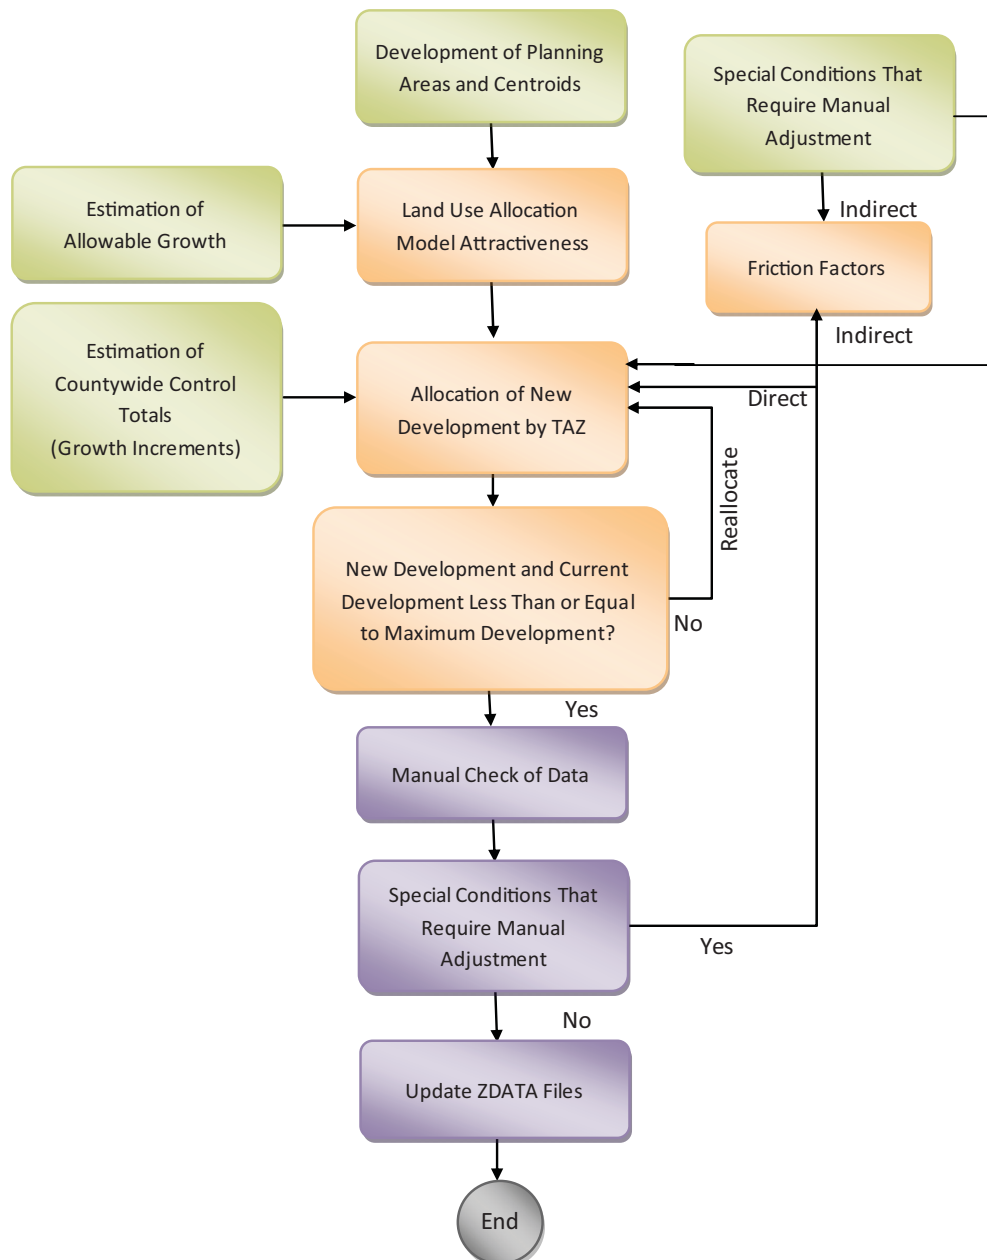 Development of Planning
Areas and Centroids
Special Conditions That
Require Manual
Adjustment
Estimation of
Allowable Growth
Land Use Allocation
Model Attractiveness
Indirect
Friction Factors
Estimation of
Countywide Control
Totals
(Growth Increments)
Allocation of New
Development by TAZ
Indirect
Direct
Reallocate
New Development and Current
Development Less Than or Equal
to Maximum Development?
No
Yes
Manual Check of Data
Special Conditions That
Require Manual
Adjustment
Yes
No
Update ZDATA Files
End